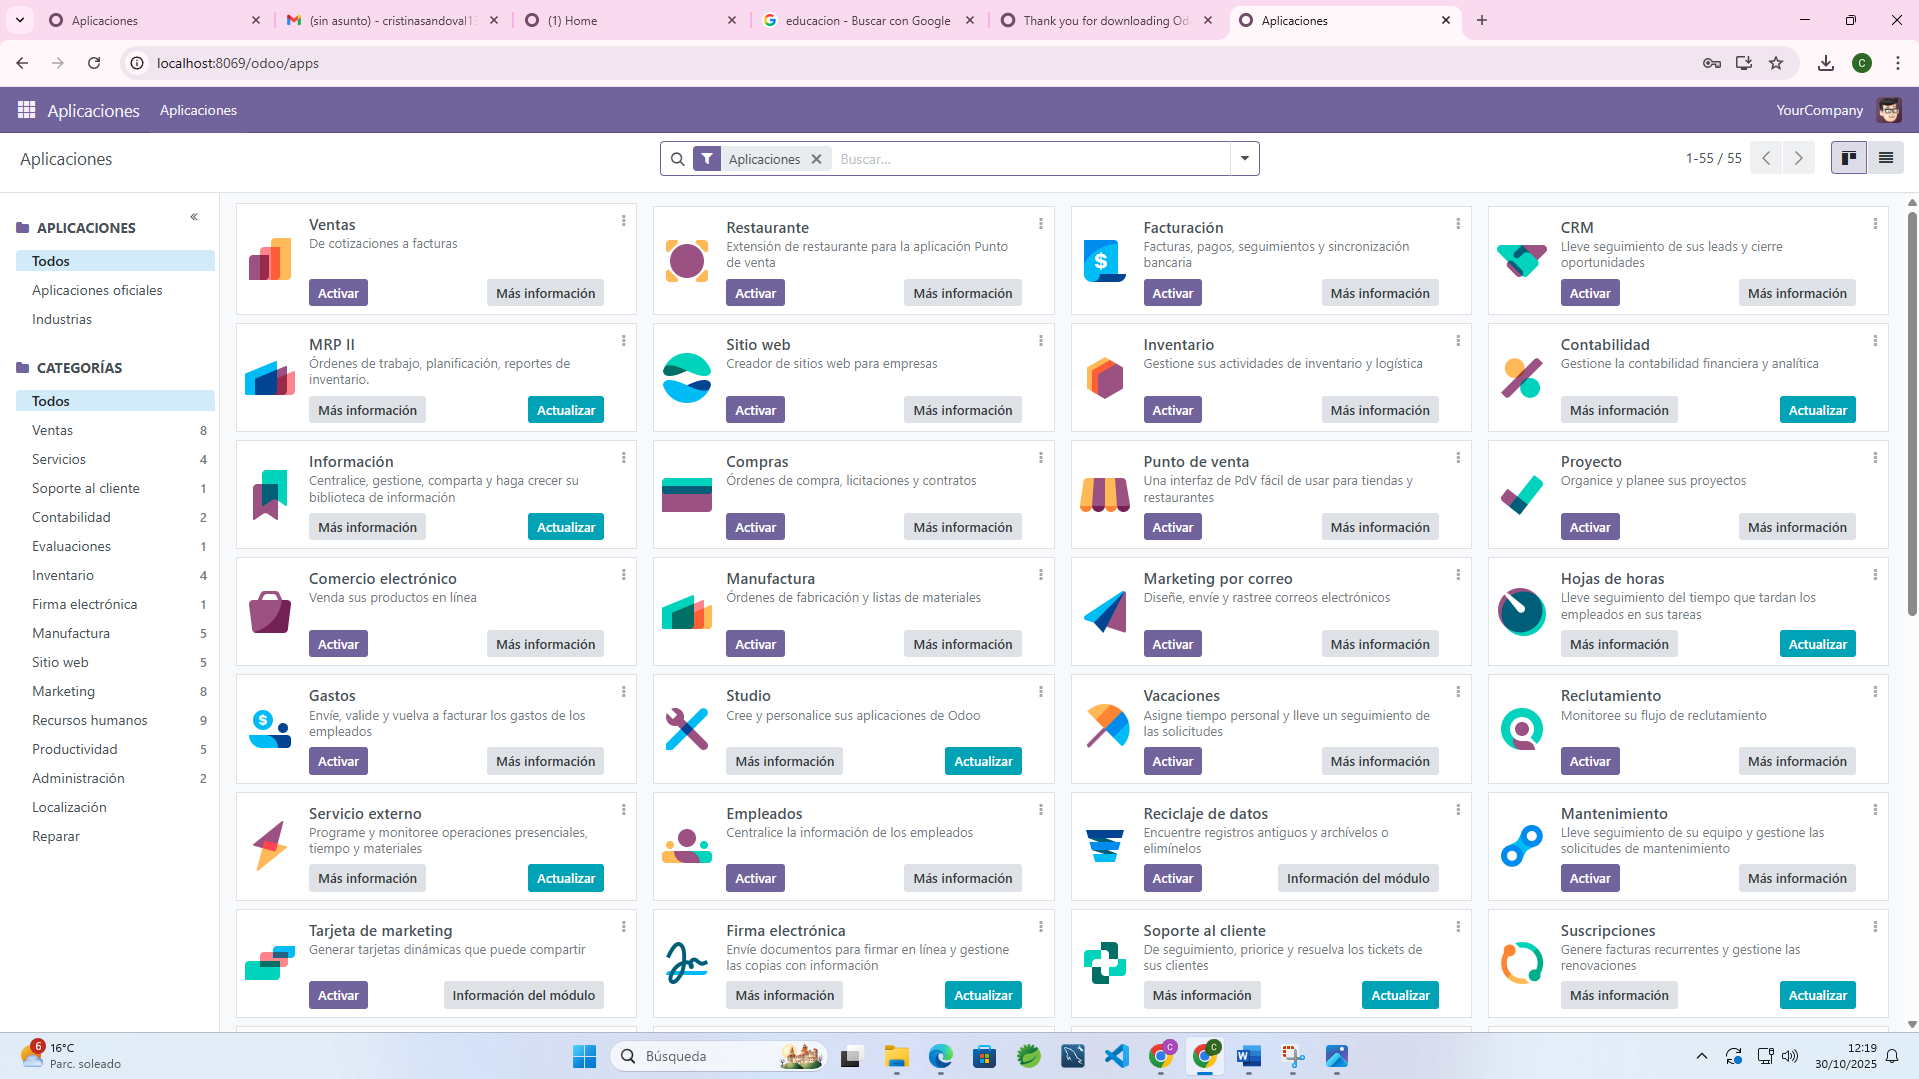 Aplicaciones
(sin asunto) - cristinasandoval13
(1) Home
educacion - Buscar con Google
Thank you for downloading Od
Aplicaciones
localhost:8069/odoo/apps
C
Aplicaciones
Aplicaciones
YourCompany
Aplicaciones
Aplicaciones
Buscar...
1-55 / 55
APLICACIONES
Todos
Aplicaciones oficiales
Industrias
CATEGORÍAS
Todos
Ventas 8
Servicios 4
Soporte al cliente 1
Contabilidad 2
Evaluaciones 1
Inventario 4
Firma electrónica 1
Manufactura 5
Sitio web 5
Marketing 8
Recursos humanos 9
Productividad 5
Administración 2
Localización
Reparar
Ventas
De cotizaciones a facturas
Activar
Más información
Restaurante
Extensión de restaurante para la aplicación Punto
de venta
Activar
Más información
Facturación
Facturas, pagos, seguimientos y sincronización
bancaria
Activar
Más información
CRM
Lleve seguimiento de sus leads y cierre
oportunidades
Activar
Más información
MRP II
Órdenes de trabajo, planificación, reportes de
inventario.
Más información
Actualizar
Sitio web
Creador de sitios web para empresas
Activar
Más información
Inventario
Gestione sus actividades de inventario y logística
Activar
Más información
Contabilidad
Gestione la contabilidad financiera y analítica
Más información
Actualizar
Información
Centralice, gestione, comparta y haga crecer su
biblioteca de información
Más información
Actualizar
Compras
Órdenes de compra, licitaciones y contratos
Activar
Más información
Punto de venta
Una interfaz de PdV fácil de usar para tiendas y
restaurantes
Activar
Más información
Proyecto
Organice y planee sus proyectos
Activar
Más información
Comercio electrónico
Venda sus productos en línea
Activar
Más información
Manufactura
Órdenes de fabricación y listas de materiales
Activar
Más información
Marketing por correo
Diseñe, envíe y rastree correos electrónicos
Activar
Más información
Hojas de horas
Lleve seguimiento del tiempo que tardan los
empleados en sus tareas
Más información
Actualizar
Gastos
Envíe, valide y vuelva a facturar los gastos de los
empleados
Activar
Más información
Studio
Cree y personalice sus aplicaciones de Odoo
Más información
Actualizar
Vacaciones
Asigne tiempo personal y lleve un seguimiento de
las solicitudes
Activar
Más información
Reclutamiento
Monitoree su flujo de reclutamiento
Activar
Más información
Servicio externo
Programe y monitoree operaciones presenciales,
tiempo y materiales
Más información
Actualizar
Empleados
Centralice la información de los empleados
Activar
Más información
Reciclaje de datos
Encuentre registros antiguos y archívelos o
elimínelos
Activar
Información del módulo
Mantenimiento
Lleve seguimiento de su equipo y gestione las
solicitudes de mantenimiento
Activar
Más información
Tarjeta de marketing
Generar tarjetas dinámicas que puede compartir
Activar
Información del módulo
Firma electrónica
Envíe documentos para firmar en línea y gestione
las copias con información
Más información
Actualizar
Soporte al cliente
De seguimiento, priorice y resuelva los tickets de
sus clientes
Más información
Actualizar
Suscripciones
Genere facturas recurrentes y gestione las
renovaciones
Más información
Actualizar
6
16°C
Parc. soleado
Búsqueda
C
C
12:19
30/10/2025